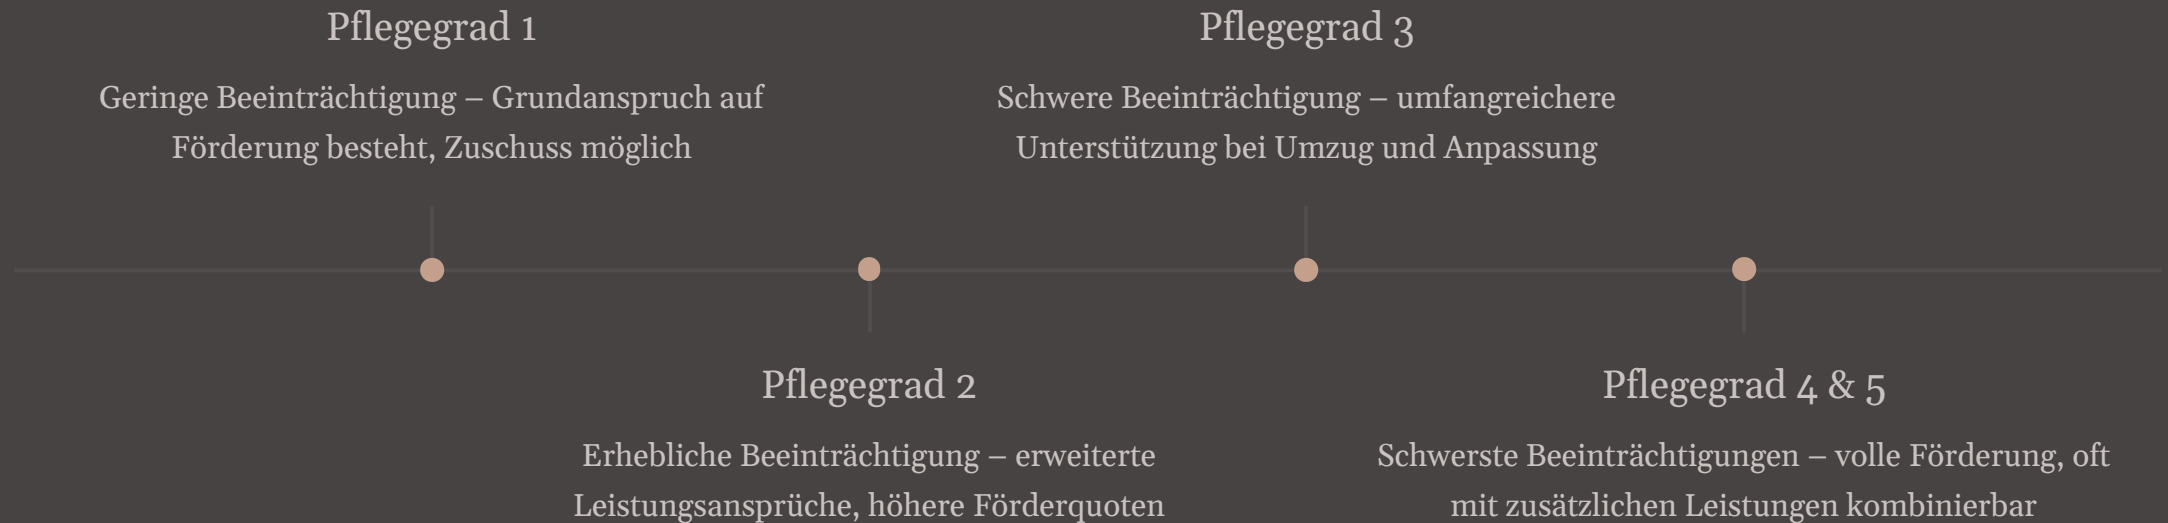 Pflegegrad 1
Geringe Beeinträchtigung – Grundanspruch auf
Förderung besteht, Zuschuss möglich
Pflegegrad 2
Erhebliche Beeinträchtigung – erweiterte
Leistungsansprüche, höhere Förderquoten
Pflegegrad 3
Schwere Beeinträchtigung – umfangreichere
Unterstützung bei Umzug und Anpassung
Pflegegrad 4 & 5
Schwerste Beeinträchtigungen – volle Förderung, oft
mit zusätzlichen Leistungen kombinierbar